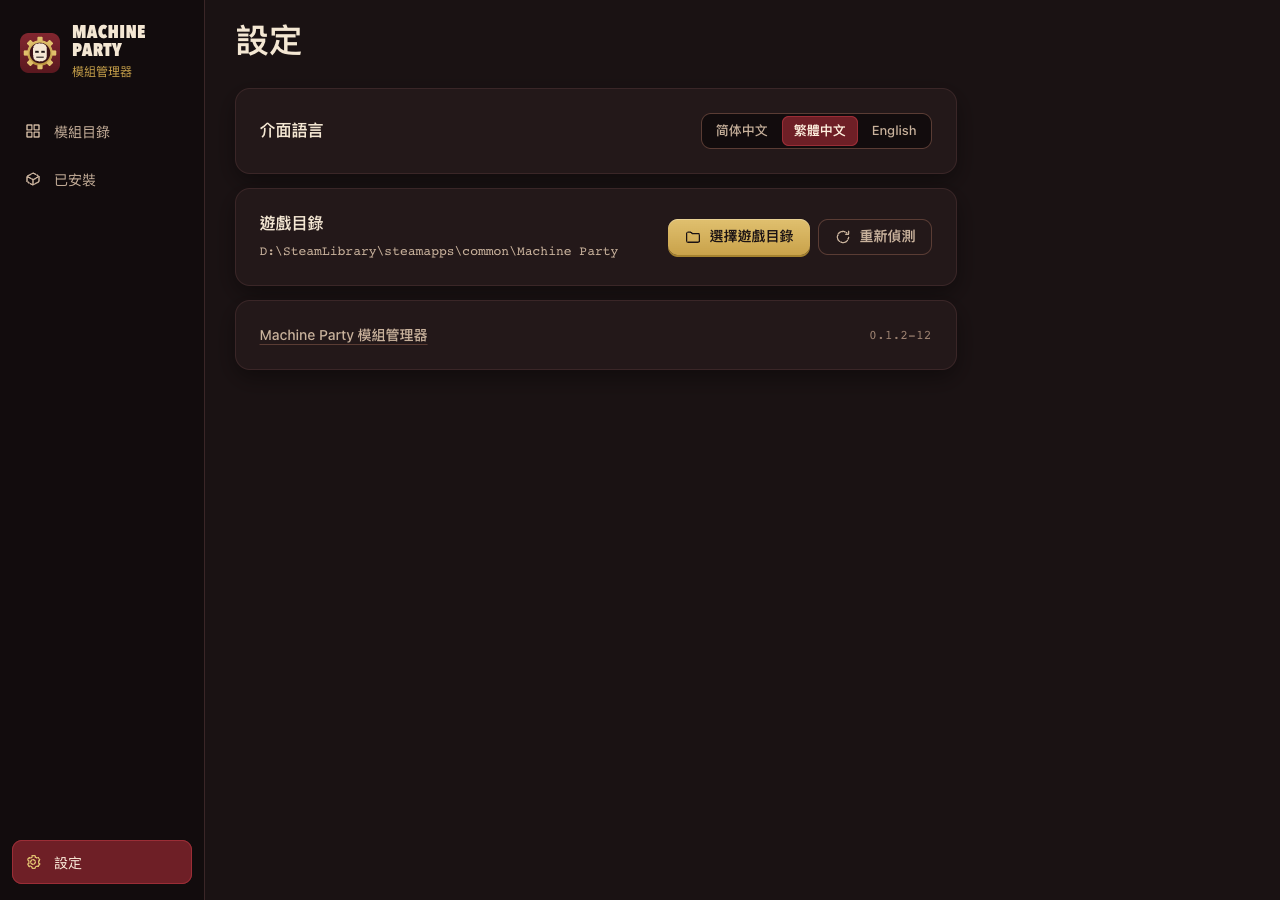 MACHINE
PARTY
模組管理器
模組目錄
已安裝
設定
設定
介面語言
简体中文
繁體中文
English
遊戲目錄
D:\SteamLibrary\steamapps\common\Machine Party
選擇遊戲目錄
重新偵測
Machine Party 模組管理器
0.1.2-12